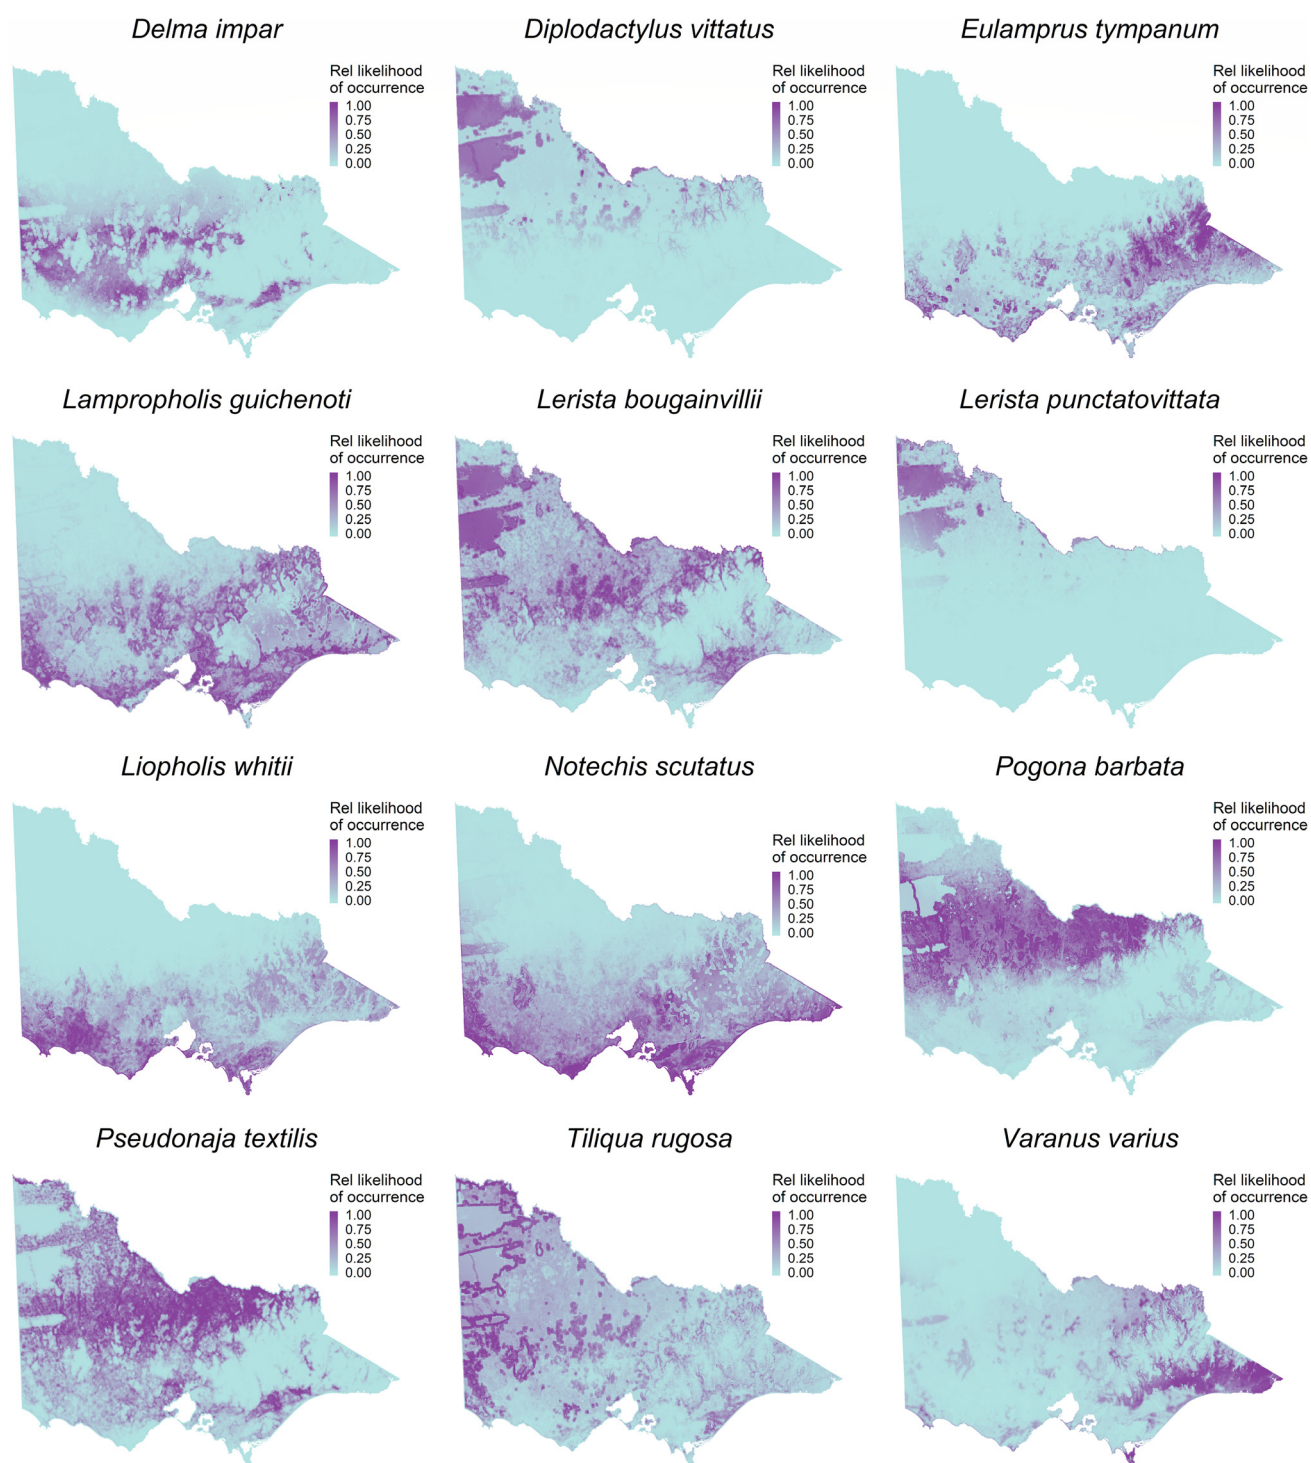 Delma impar
Diplodactylus vittatus
Eulamprus tympanum
Rel likelihood
of occurrence
1.00
0.75
0.50
0.25
0.00
Rel likelihood
of occurrence
1.00
0.75
0.50
0.25
0.00
Rel likelihood
of occurrence
1.00
0.75
0.50
0.25
0.00
Lampropholis guichenoti
Lerista bougainvillii
Lerista punctatovittata
Rel likelihood
of occurrence
1.00
0.75
0.50
0.25
0.00
Rel likelihood
of occurrence
1.00
0.75
0.50
0.25
0.00
Rel likelihood
of occurrence
1.00
0.75
0.50
0.25
0.00
Liopholis whitii
Notechis scutatus
Pogona barbata
Rel likelihood
of occurrence
1.00
0.75
0.50
0.25
0.00
Rel likelihood
of occurrence
1.00
0.75
0.50
0.25
0.00
Rel likelihood
of occurrence
1.00
0.75
0.50
0.25
0.00
Pseudonaja textilis
Tiliqua rugosa
Varanus varius
Rel likelihood
of occurrence
1.00
0.75
0.50
0.25
0.00
Rel likelihood
of occurrence
1.00
0.75
0.50
0.25
0.00
Rel likelihood
of occurrence
1.00
0.75
0.50
0.25
0.00